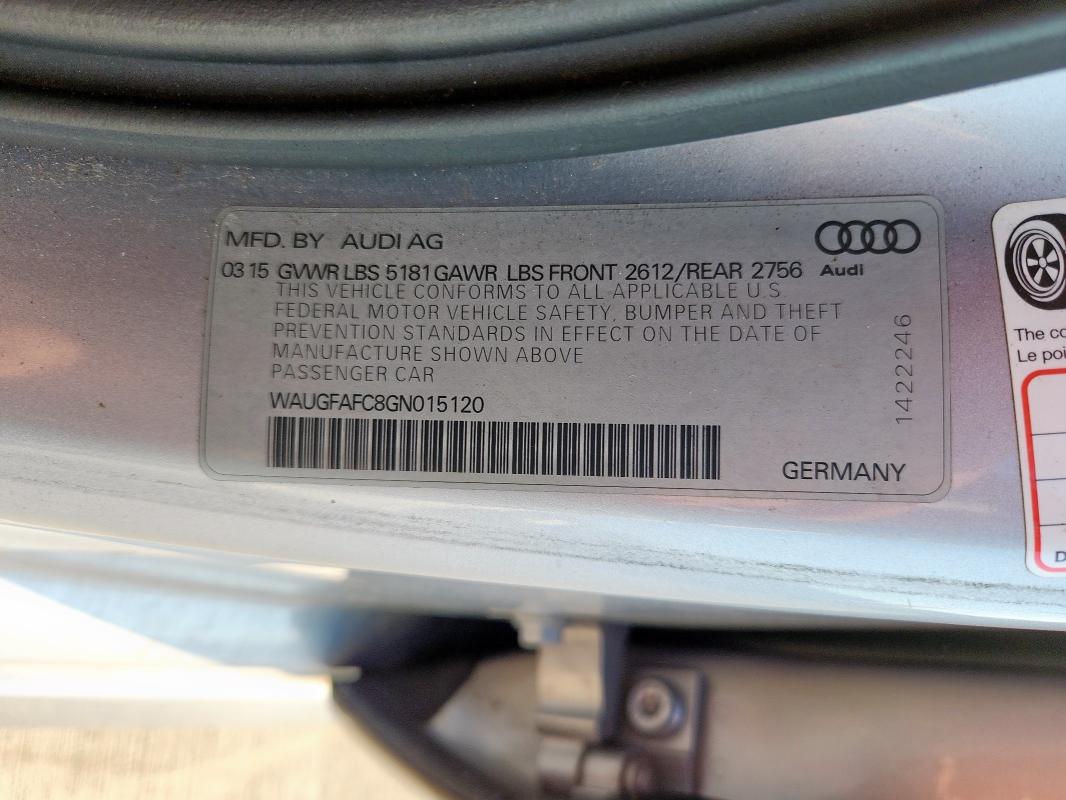 MFD. BY AUDI AG
03 15 GVWR LBS 5181 GAWR LBS FRONT 2612/REAR 2756
Audi
THIS VEHICLE CONFORMS TO ALL APPLICABLE U.S.
FEDERAL MOTOR VEHICLE SAFETY, BUMPER AND THEFT
PREVENTION STANDARDS IN EFFECT ON THE DATE OF
MANUFACTURE SHOWN ABOVE
PASSENGER CAR
WAUGFAFC8GN015120
1422246
GERMANY
The
Le
D